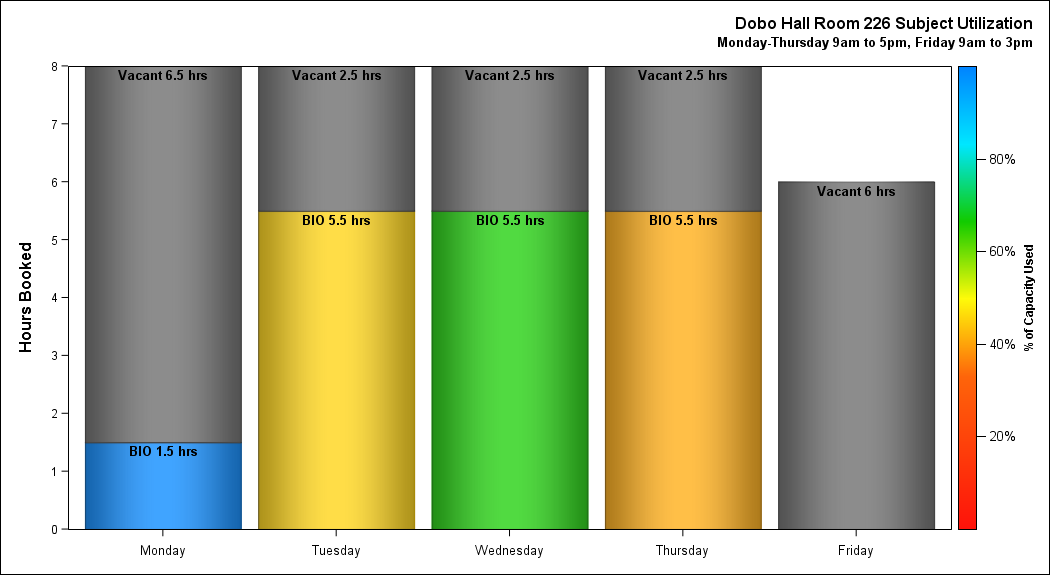 Dobo Hall Room 226 Subject Utilization
Monday-Thursday 9am to 5pm, Friday 9am to 3pm
Hours Booked
8
7
6
5
4
3
2
1
0
Vacant 6.5 hrs
BIO 1.5 hrs
Vacant 2.5 hrs
BIO 5.5 hrs
Vacant 2.5 hrs
BIO 5.5 hrs
Vacant 2.5 hrs
BIO 5.5 hrs
Vacant 6 hrs
Monday
Tuesday
Wednesday
Thursday
Friday
80%
60%
40%
20%
% of Capacity Used